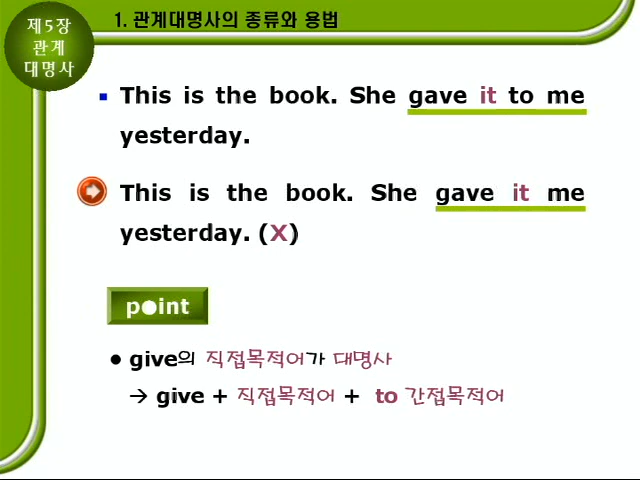 제5장
관계
대명사
1. 관계대명사의 종류와 용법
▪ This is the book. She gave it to me
yesterday.
This is the book. She gave it me
yesterday. (X)
point
● give의 직접목적어가 대명사
→ give + 직접목적어 + to 간접목적어